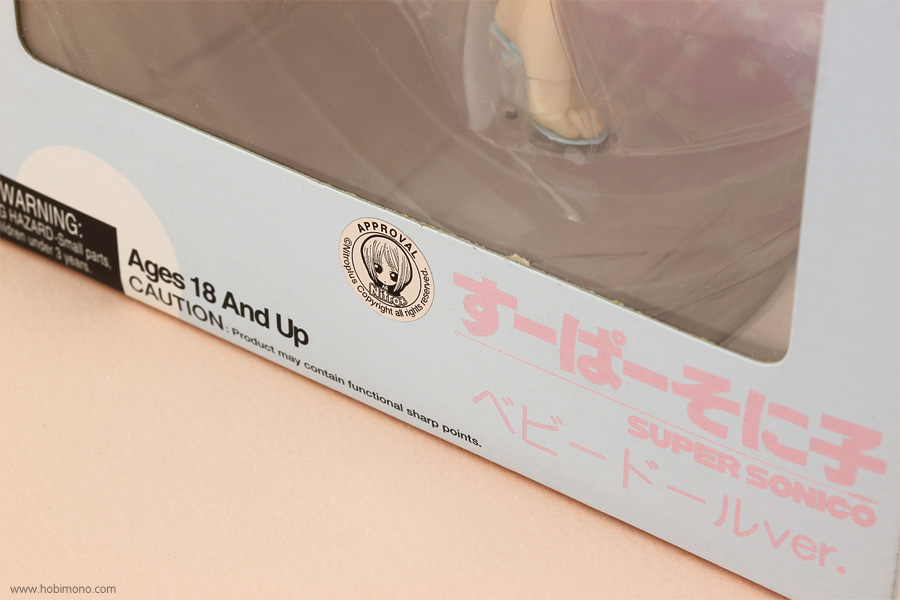 WARNING:
G HAZARD-Small parts.
ildren under 3 years.
Ages 18 And Up
CAUTION : Product may contain functional sharp points.
APPROVAL
Nitro+
©Nitroplus Copyright all rights reserved.
すーぱーそに子
SUPER SONICO
ベビードールver.
www.hobimono.com